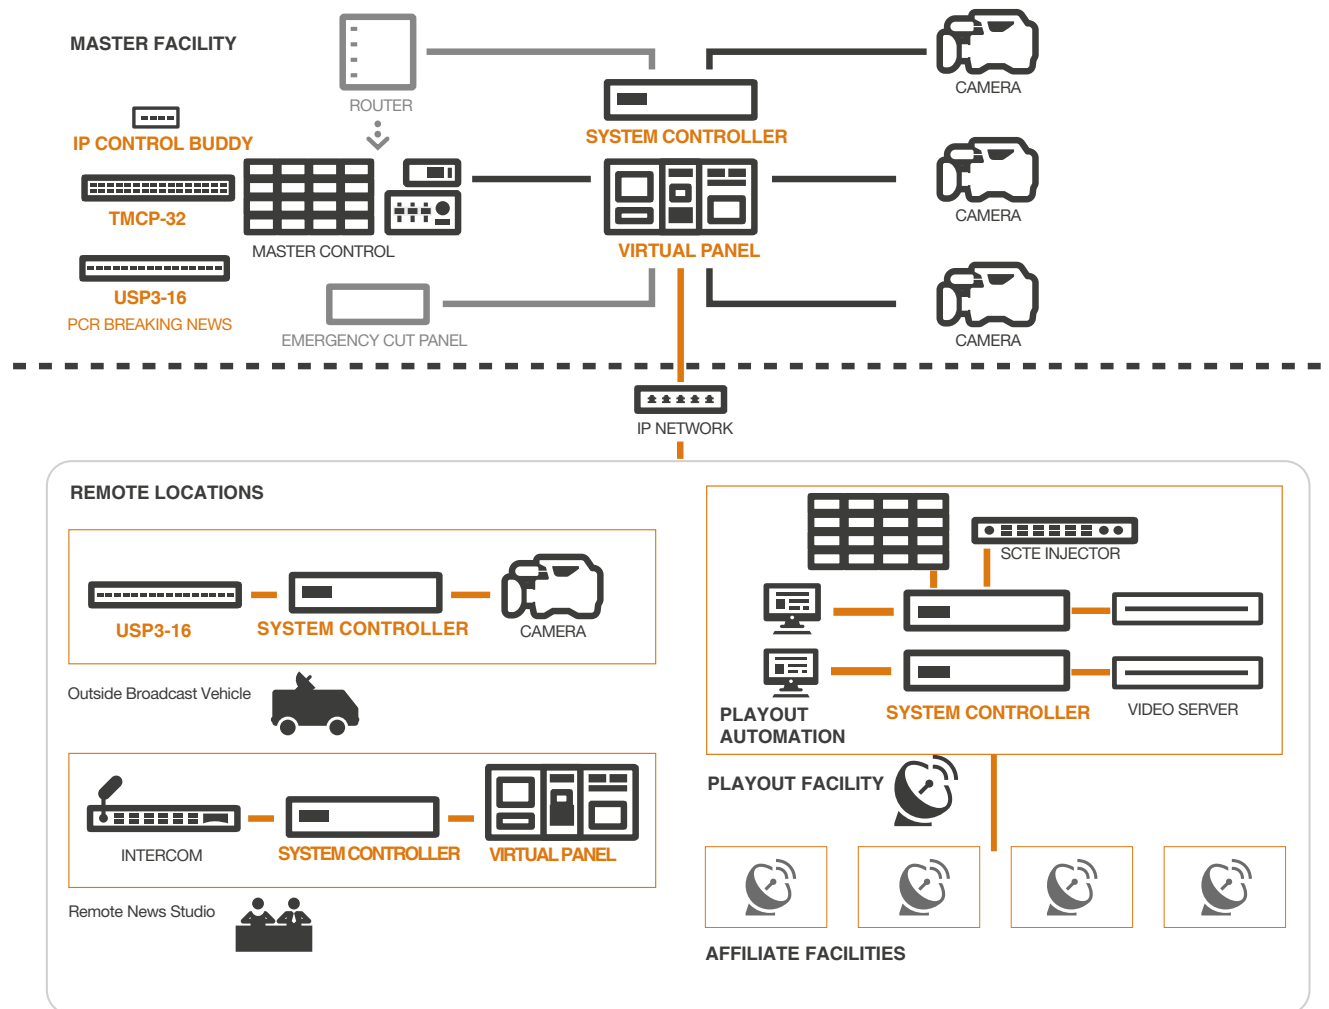 MASTER FACILITY
ROUTER
CAMERA
IP CONTROL BUDDY
SYSTEM CONTROLLER
TMCP-32
CAMERA
MASTER CONTROL
VIRTUAL PANEL
USP3-16
PCR BREAKING NEWS
EMERGENCY CUT PANEL
CAMERA
IP NETWORK
REMOTE LOCATIONS
USP3-16
SYSTEM CONTROLLER
CAMERA
Outside Broadcast Vehicle
INTERCOM
SYSTEM CONTROLLER
VIRTUAL PANEL
Remote News Studio
SCTE INJECTOR
PLAYOUT
AUTOMATION
SYSTEM CONTROLLER
VIDEO SERVER
PLAYOUT FACILITY
AFFILIATE FACILITIES